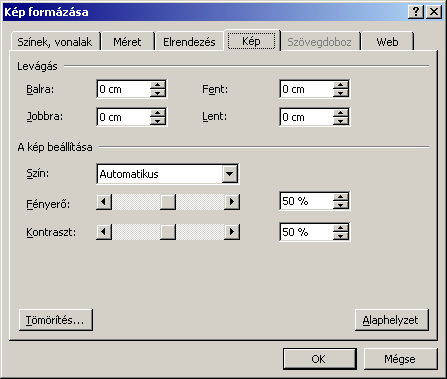 Kép formázása
Színek, vonalak Méret Elrendezés Kép Szövegdoboz Web
Levágás
Balra: 0 cm Fent: 0 cm
Jobbra: 0 cm Lent: 0 cm
A kép beállítása
Szín: Automatikus
Fényerő: 50 %
Kontraszt: 50 %
Tömörítés... Alaphelyzet
OK Mégse